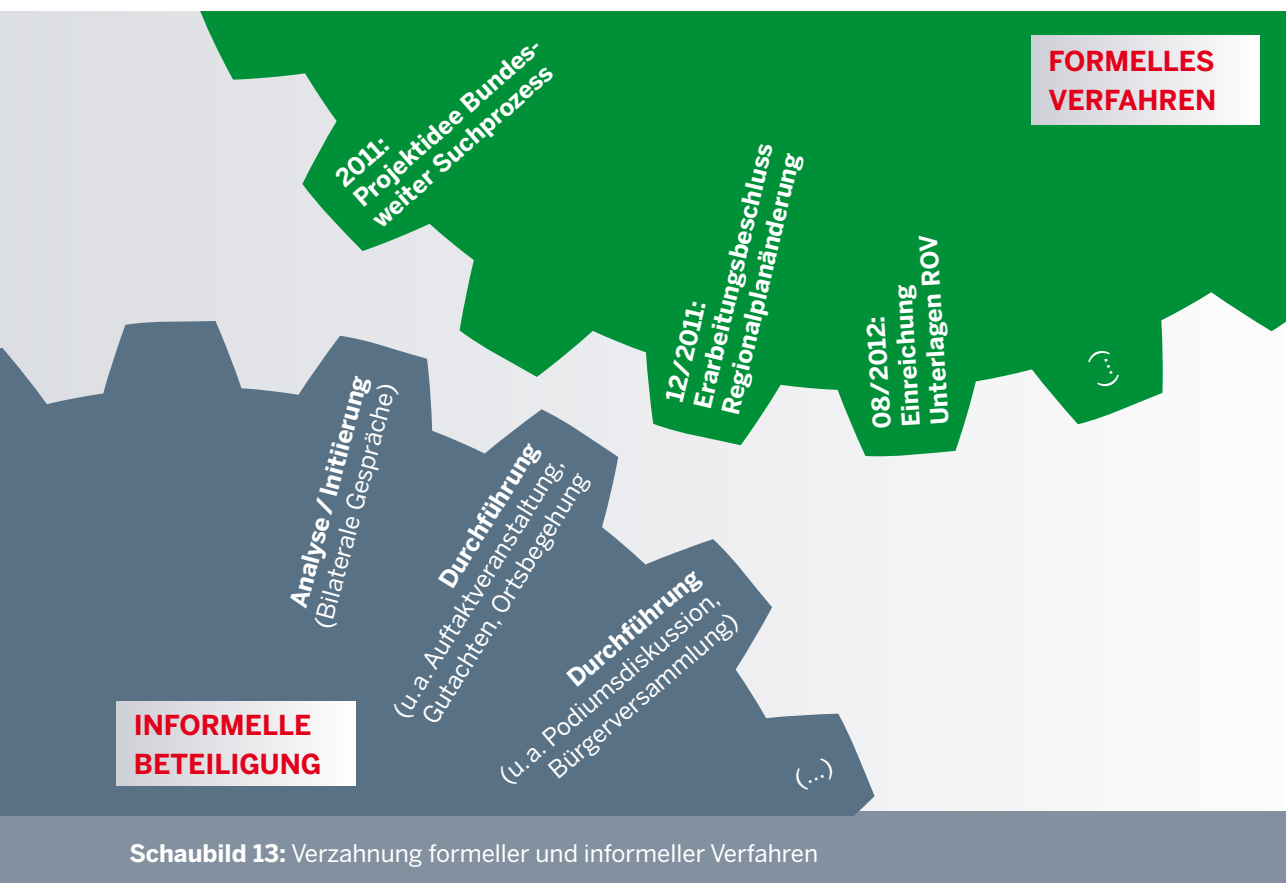 FORMELLES
VERFAHREN
2011:
Projektidee Bundes-
weiter Suchprozess
12/2011:
Erarbeitungsbeschluss
Regionalplanänderung
08/2012:
Einreichung
Unterlagen ROV
(...)
Analyse / Initiierung
(Bilaterale Gespräche)
Durchführung
(u. a. Auftaktveranstaltung,
Gutachten, Ortsbegehung
Durchführung
(u. a. Podiumsdiskussion,
Bürgerversammlung)
(...)
INFORMELLE
BETEILIGUNG
Schaubild 13: Verzahnung formeller und informeller Verfahren